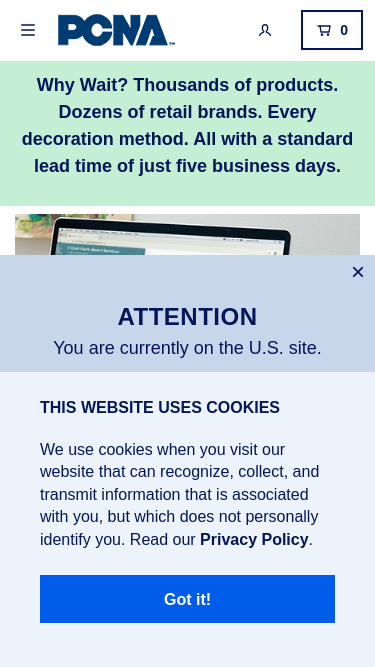 PCNA
0
Why Wait? Thousands of products.
Dozens of retail brands. Every
decoration method. All with a standard
lead time of just five business days.
ATTENTION
You are currently on the U.S. site.
THIS WEBSITE USES COOKIES
We use cookies when you visit our
website that can recognize, collect, and
transmit information that is associated
with you, but which does not personally
identify you. Read our Privacy Policy.
Got it!